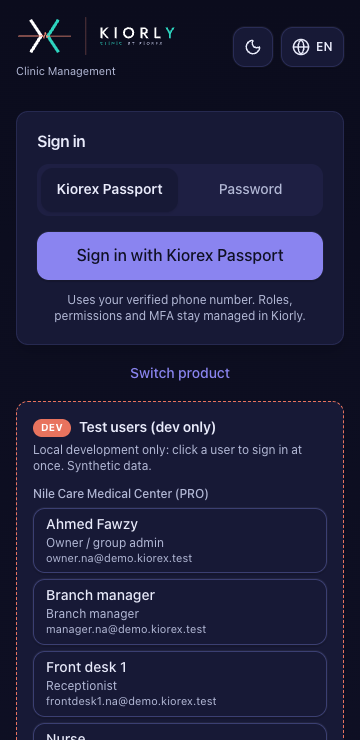 KIORLY
CLINIC BY KIOREX
EN
Clinic Management
Sign in
Kiorex Passport
Password
Sign in with Kiorex Passport
Uses your verified phone number. Roles,
permissions and MFA stay managed in Kiorly.
Switch product
DEV
Test users (dev only)
Local development only: click a user to sign in at
once. Synthetic data.
Nile Care Medical Center (PRO)
Ahmed Fawzy
Owner / group admin
owner.na@demo.kiorex.test
Branch manager
Branch manager
manager.na@demo.kiorex.test
Front desk 1
Receptionist
frontdesk1.na@demo.kiorex.test
Nurse